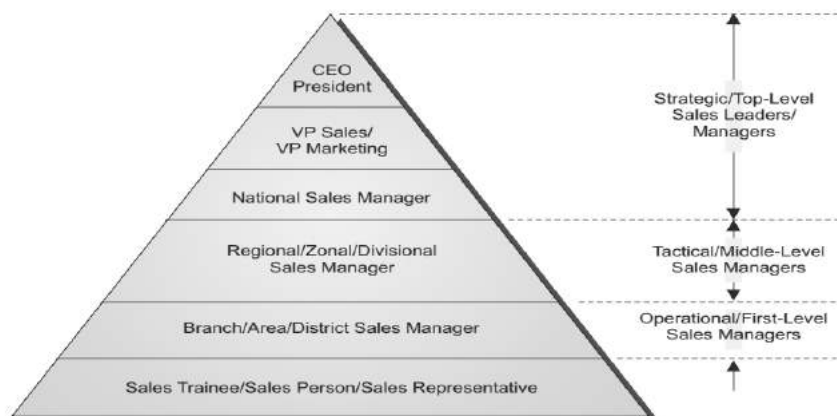 CEO
President
VP Sales/
VP Marketing
National Sales Manager
Regional/Zonal/Divisional
Sales Manager
Branch/Area/District Sales Manager
Sales Trainee/Sales Person/Sales Representative
Strategic/Top-Level
Sales Leaders/
Managers
Tactical/Middle-Level
Sales Managers
Operational/First-Level
Sales Managers